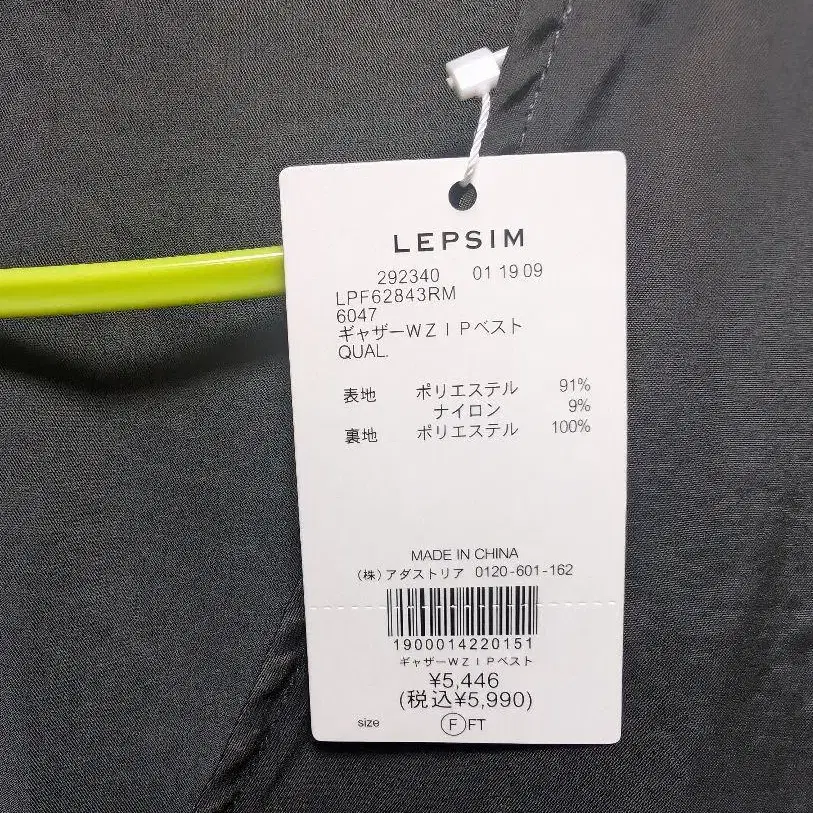 LEPSIM
292340 01 19 09
LPF62843RM
6047
ギャザーWZIPベスト
QUAL.
表地 ポリエステル 91%
ナイロン 9%
裏地 ポリエステル 100%
MADE IN CHINA
(株)アダストリア 0120-601-162
1900014220151
ギャザーWZIPベスト
¥5,446
(税込¥5,990)
size F FT